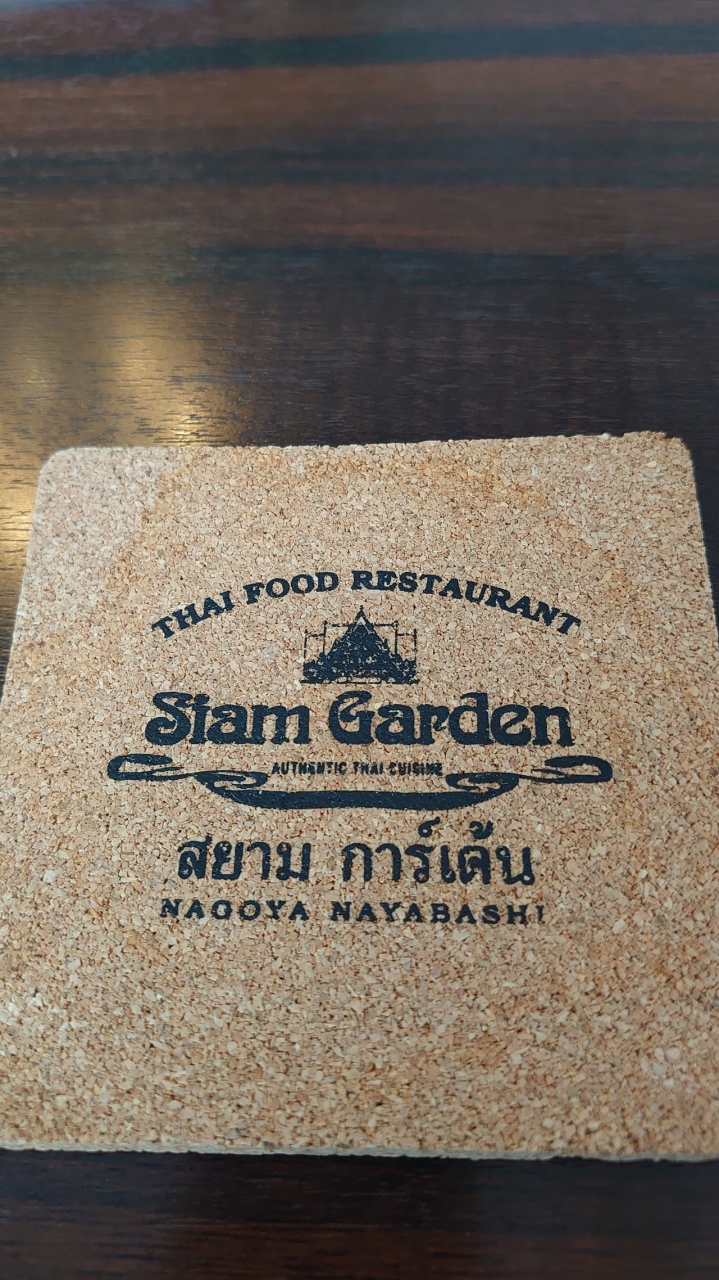 THAI FOOD RESTAURANT
Siam Garden
AUTHENTIC THAI CUISINE
สยาม การ์เด้น
NAGOYA NAYABASHI